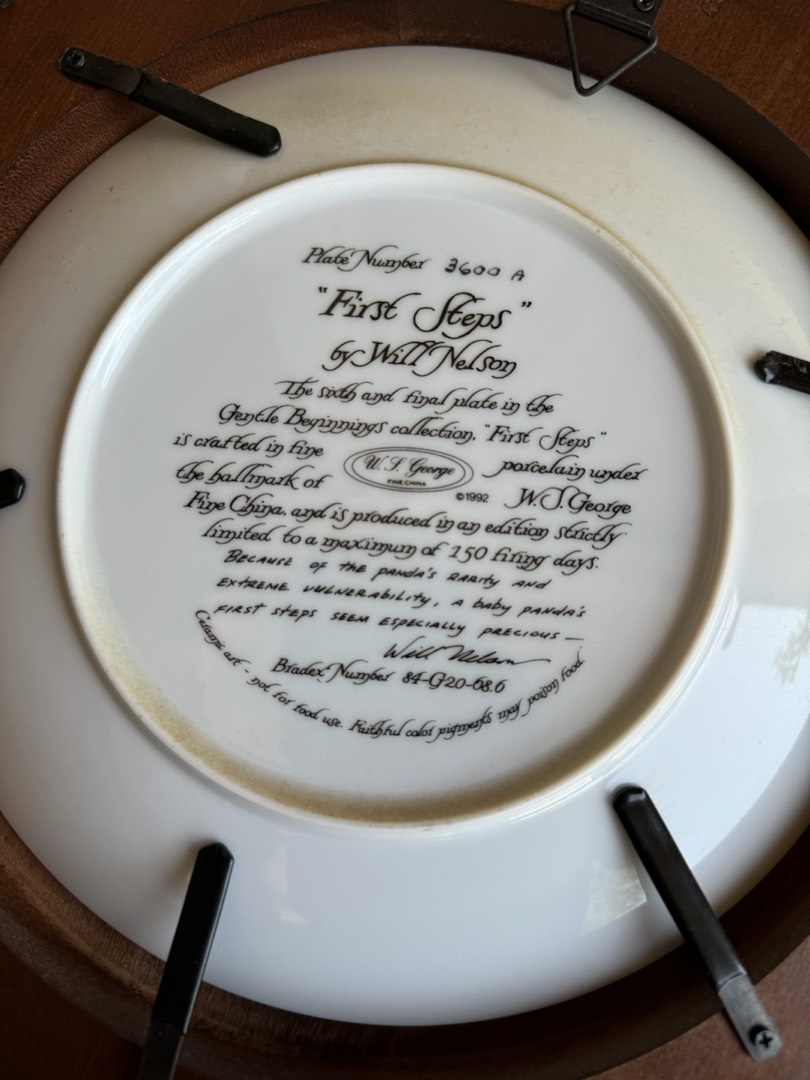 Plate Number 3600 A
"First Steps"
by Will Nelson
The sixth and final plate in the
Gentle Beginnings collection, "First Steps"
is crafted in fine W. S. George porcelain under
FINE CHINA
the hallmark of ©1992 W.S. George
Fine China, and is produced in an edition strictly
limited to a maximum of 150 firing days.
BECAUSE OF THE PANDA'S RARITY AND
EXTREME VULNERABILITY, A BABY PANDA'S
FIRST STEPS SEEM ESPECIALLY PRECIOUS —
Will Nelson
Bradex Number 84-G20-68.6
Ceramic art - not for food use. Faithful color pigments may poison food.